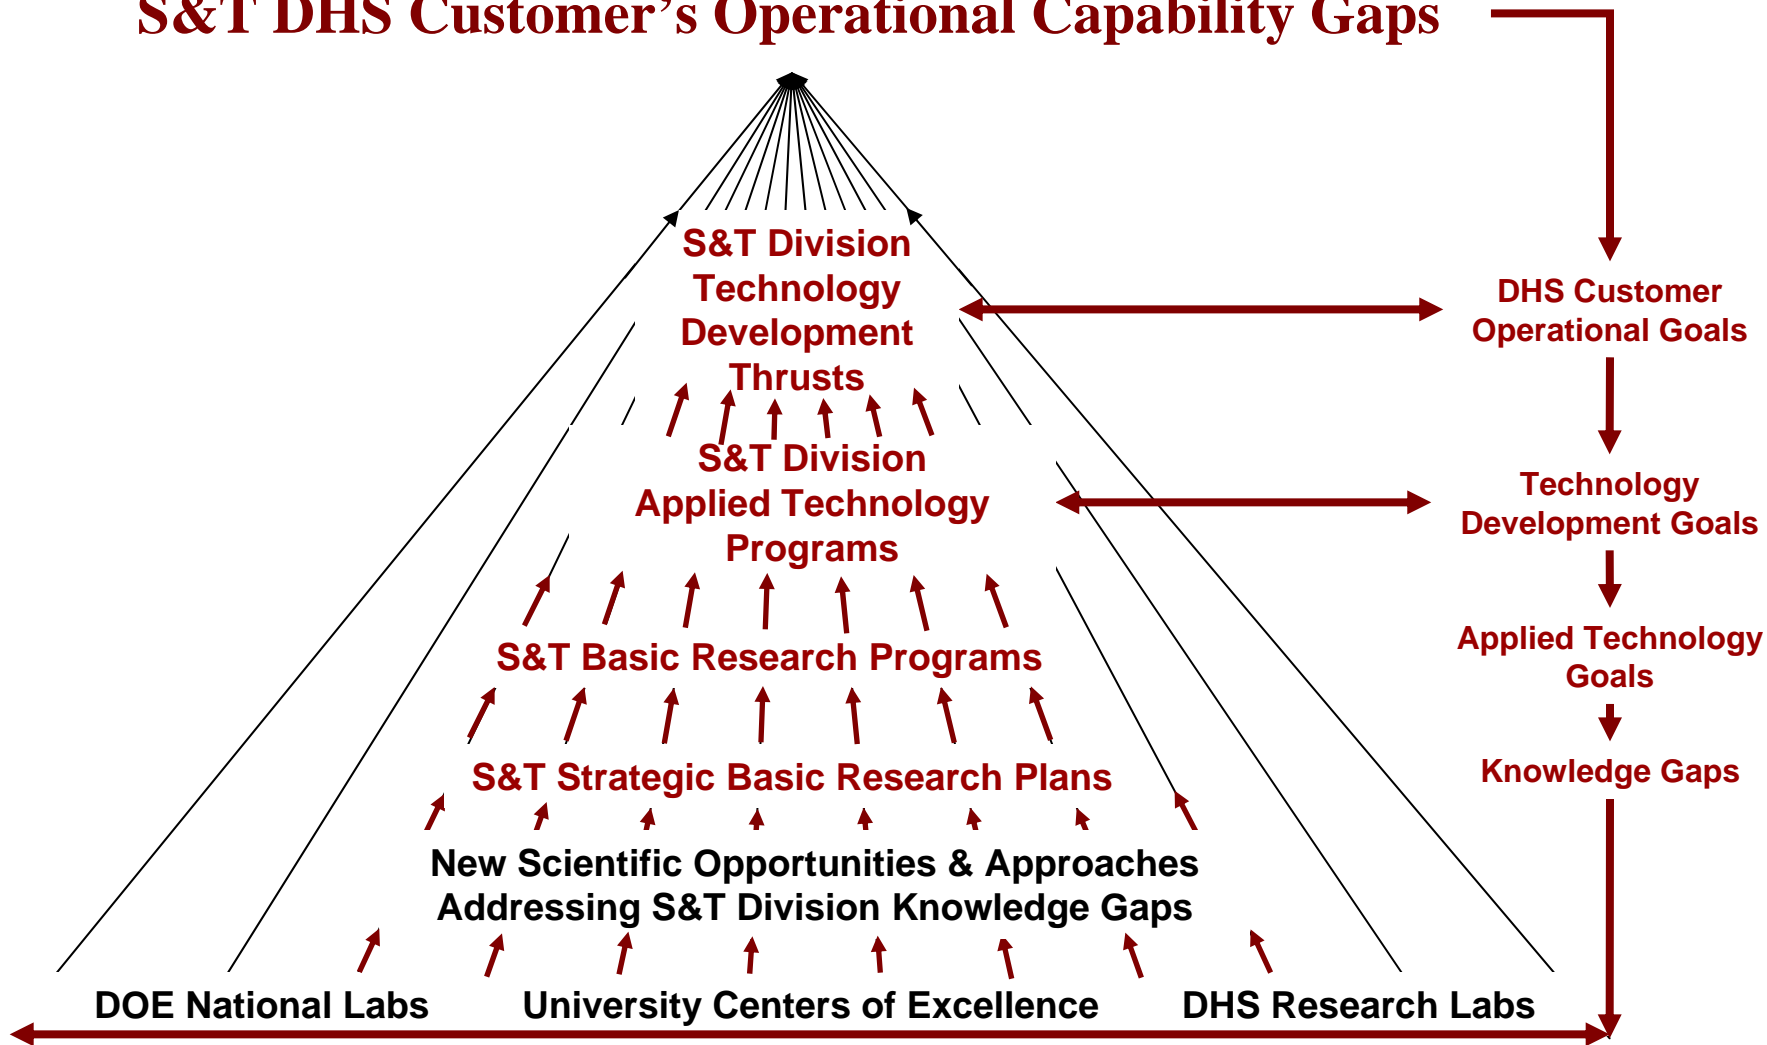 S&T DHS Customer's Operational Capability Gaps
S&T Division
Technology
Development
Thrusts
S&T Division
Applied Technology
Programs
S&T Basic Research Programs
S&T Strategic Basic Research Plans
New Scientific Opportunities & Approaches
Addressing S&T Division Knowledge Gaps
DOE National Labs
University Centers of Excellence
DHS Research Labs
DHS Customer
Operational Goals
Technology
Development Goals
Applied Technology
Goals
Knowledge Gaps